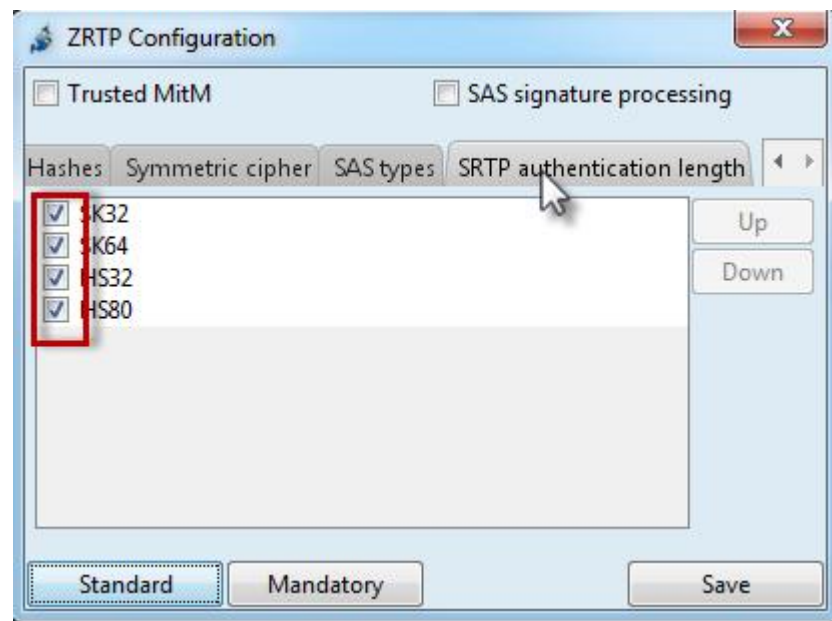 ZRTP Configuration
Trusted MitM
SAS signature processing
Hashes Symmetric cipher SAS types SRTP authentication length
SK32
SK64
HS32
HS80
Up
Down
Standard Mandatory Save